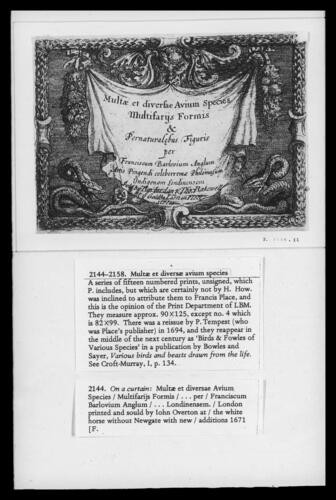 Multæ et diversæ Avium Species
Multifarijs Formis
&
Pernaturalibus Figuris
per
Franciscum Barlovium Anglum
Artis Pingendi celeberrimæ Philomusum
Indigenam Londinensem
2144–2158. Multæ et diversæ avium species
A series of fifteen numbered prints, unsigned, which
P. includes, but which are certainly not by H. How.
was inclined to attribute them to Francis Place, and
this is the opinion of the Print Department of LBM.
They measure approx. 90×125, except no. 4 which
is 82×99. There was a reissue by P. Tempest (who
was Place's publisher) in 1694, and they reappear in
the middle of the next century as 'Birds & Fowles of
Various Species' in a publication by Bowles and
Sayer, Various birds and beasts drawn from the life.
See Croft-Murray, I, p. 134.
2144. On a curtain: Multæ et diversae Avium
Species / Multifarijs Formis / . . . per / Franciscum
Barlovium Anglum / . . . Londinensem. / London
printed and sould by Iohn Overton at / the white
horse without Newgate with new / additions 1671
[F.